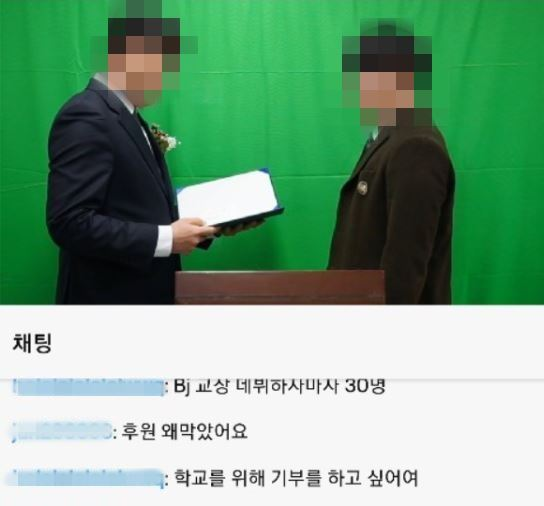 채팅
: Bj 교장 데뷔하자마자 30명
: 후원 왜막았어요
: 학교를 위해 기부를 하고 싶어여